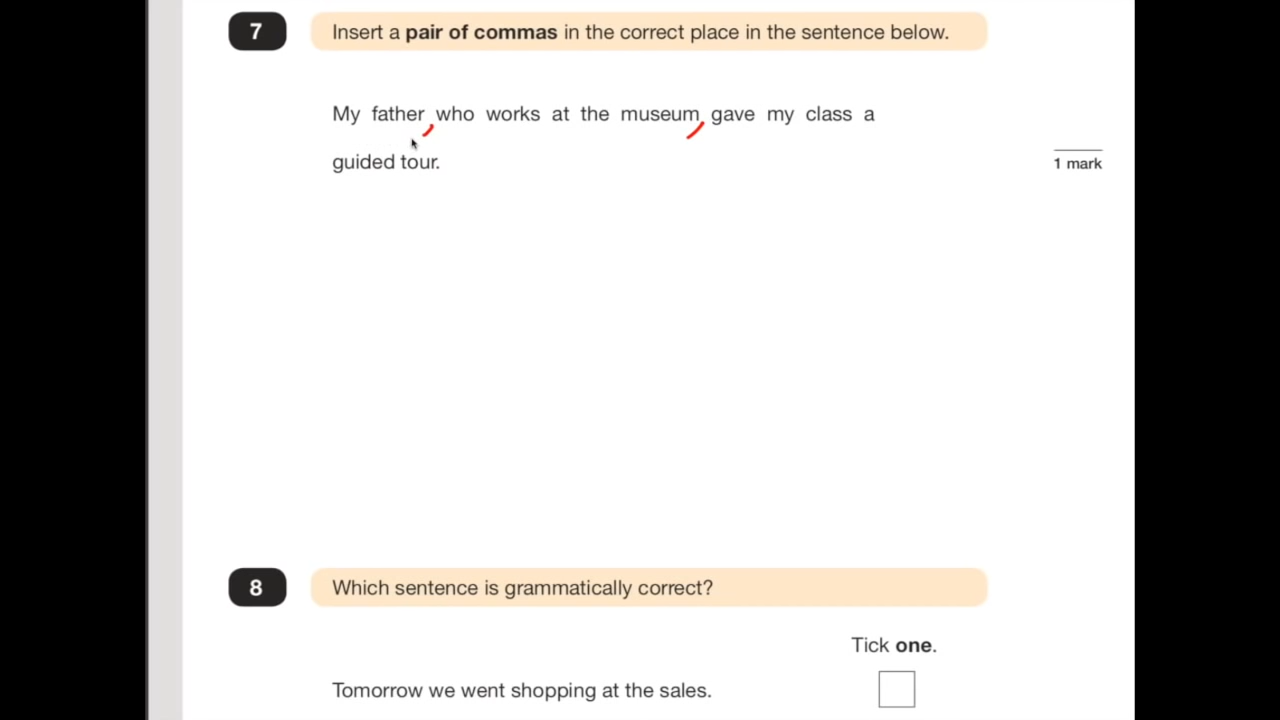 7 Insert a pair of commas in the correct place in the sentence below.
My father, who works at the museum, gave my class a
guided tour.
1 mark
8 Which sentence is grammatically correct?
Tick one.
Tomorrow we went shopping at the sales.